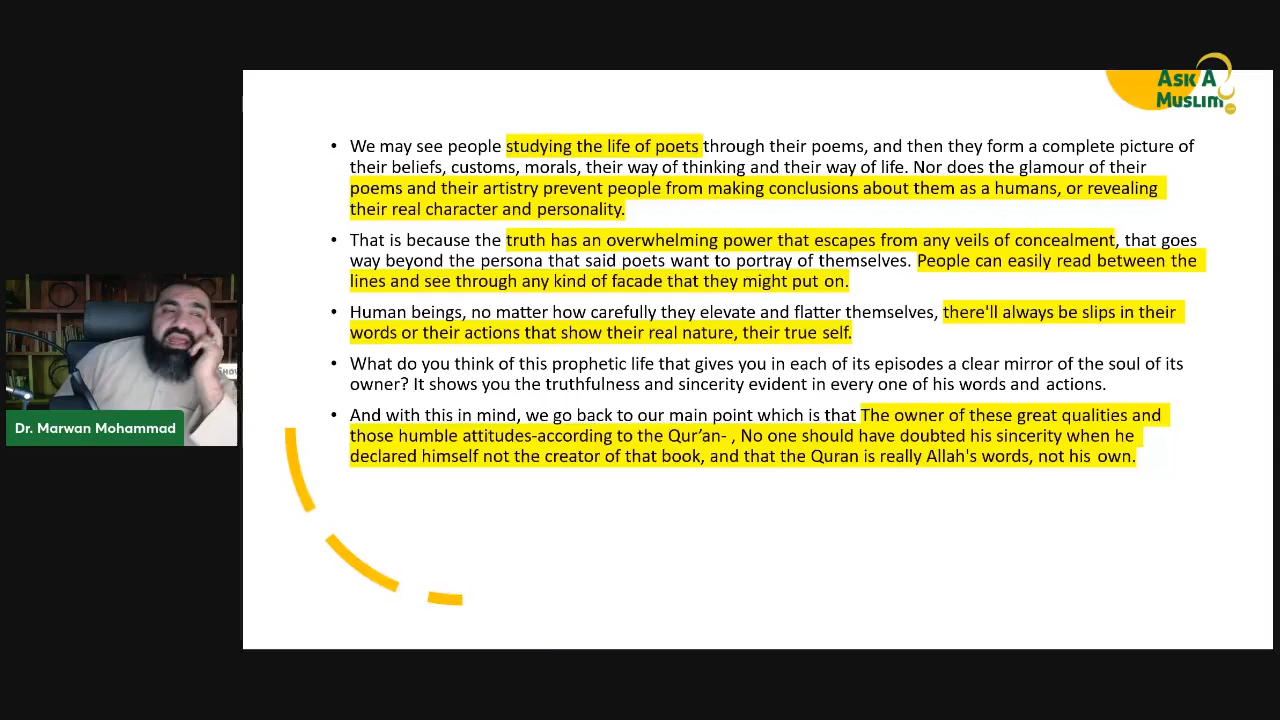 Ask A
Muslim
• We may see people studying the life of poets through their poems, and then they form a complete picture of
their beliefs, customs, morals, their way of thinking and their way of life. Nor does the glamour of their
poems and their artistry prevent people from making conclusions about them as a humans, or revealing
their real character and personality.
• That is because the truth has an overwhelming power that escapes from any veils of concealment, that goes
way beyond the persona that said poets want to portray of themselves. People can easily read between the
lines and see through any kind of facade that they might put on.
• Human beings, no matter how carefully they elevate and flatter themselves, there'll always be slips in their
words or their actions that show their real nature, their true self.
• What do you think of this prophetic life that gives you in each of its episodes a clear mirror of the soul of its
owner? It shows you the truthfulness and sincerity evident in every one of his words and actions.
• And with this in mind, we go back to our main point which is that The owner of these great qualities and
those humble attitudes-according to the Qur’an- , No one should have doubted his sincerity when he
declared himself not the creator of that book, and that the Quran is really Allah's words, not his own.
Dr. Marwan Mohammad